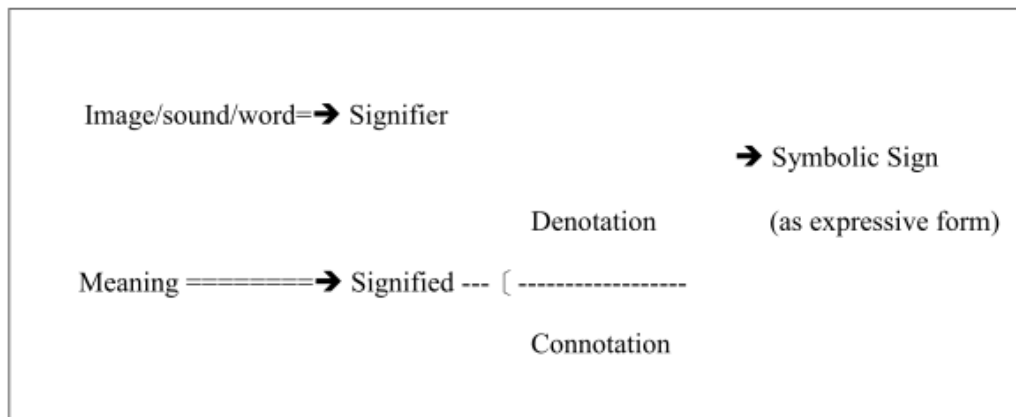 Image/sound/word=➔ Signifier
➔ Symbolic Sign
Denotation (as expressive form)
Meaning =========➔ Signified --- 〔 ------------------
Connotation